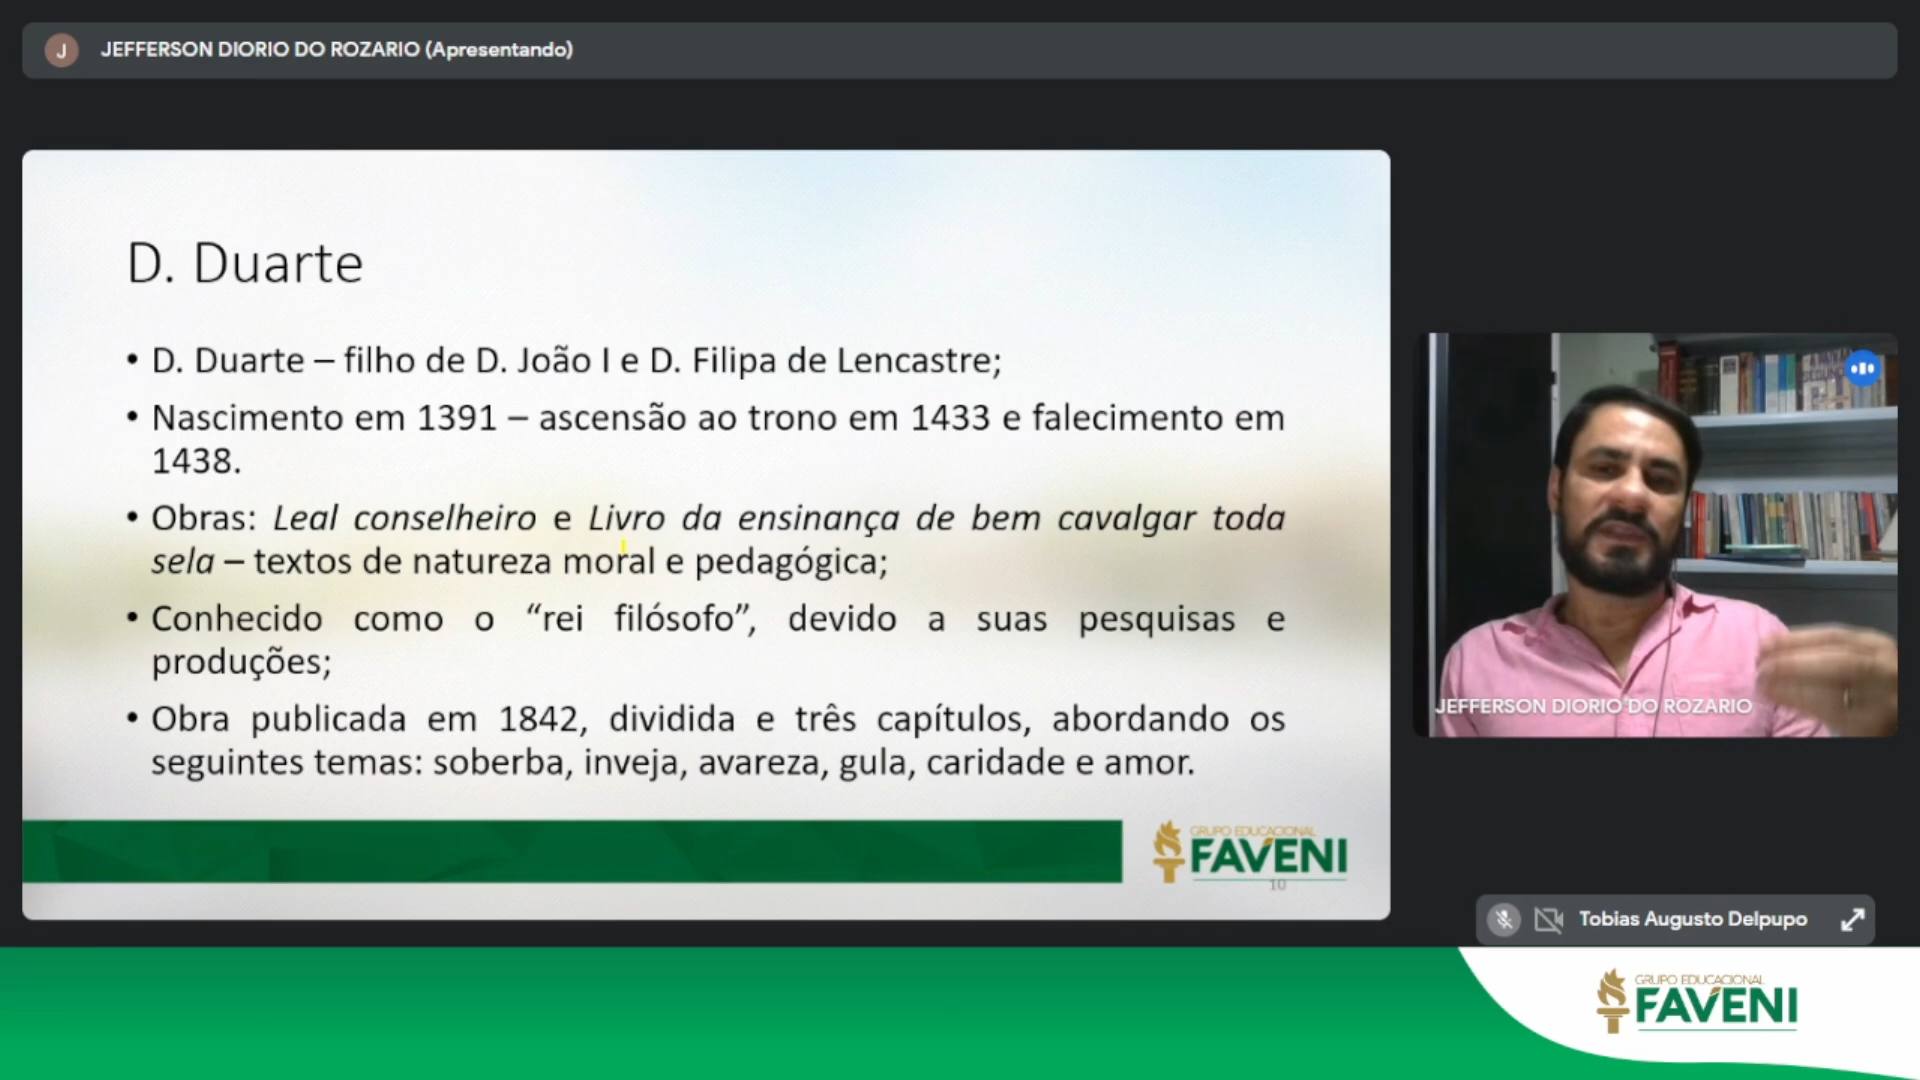 J
JEFFERSON DIORIO DO ROZARIO (Apresentando)
D. Duarte
• D. Duarte – filho de D. João I e D. Filipa de Lencastre;
• Nascimento em 1391 – ascensão ao trono em 1433 e falecimento em
1438.
• Obras: Leal conselheiro e Livro da ensinança de bem cavalgar toda
sela – textos de natureza moral e pedagógica;
• Conhecido como o “rei filósofo”, devido a suas pesquisas e
produções;
• Obra publicada em 1842, dividida e três capítulos, abordando os
seguintes temas: soberba, inveja, avareza, gula, caridade e amor.
GRUPO EDUCACIONAL
FAVENI
10
JEFFERSON DIORIO DO ROZARIO
Tobias Augusto Delpupo
GRUPO EDUCACIONAL
FAVENI